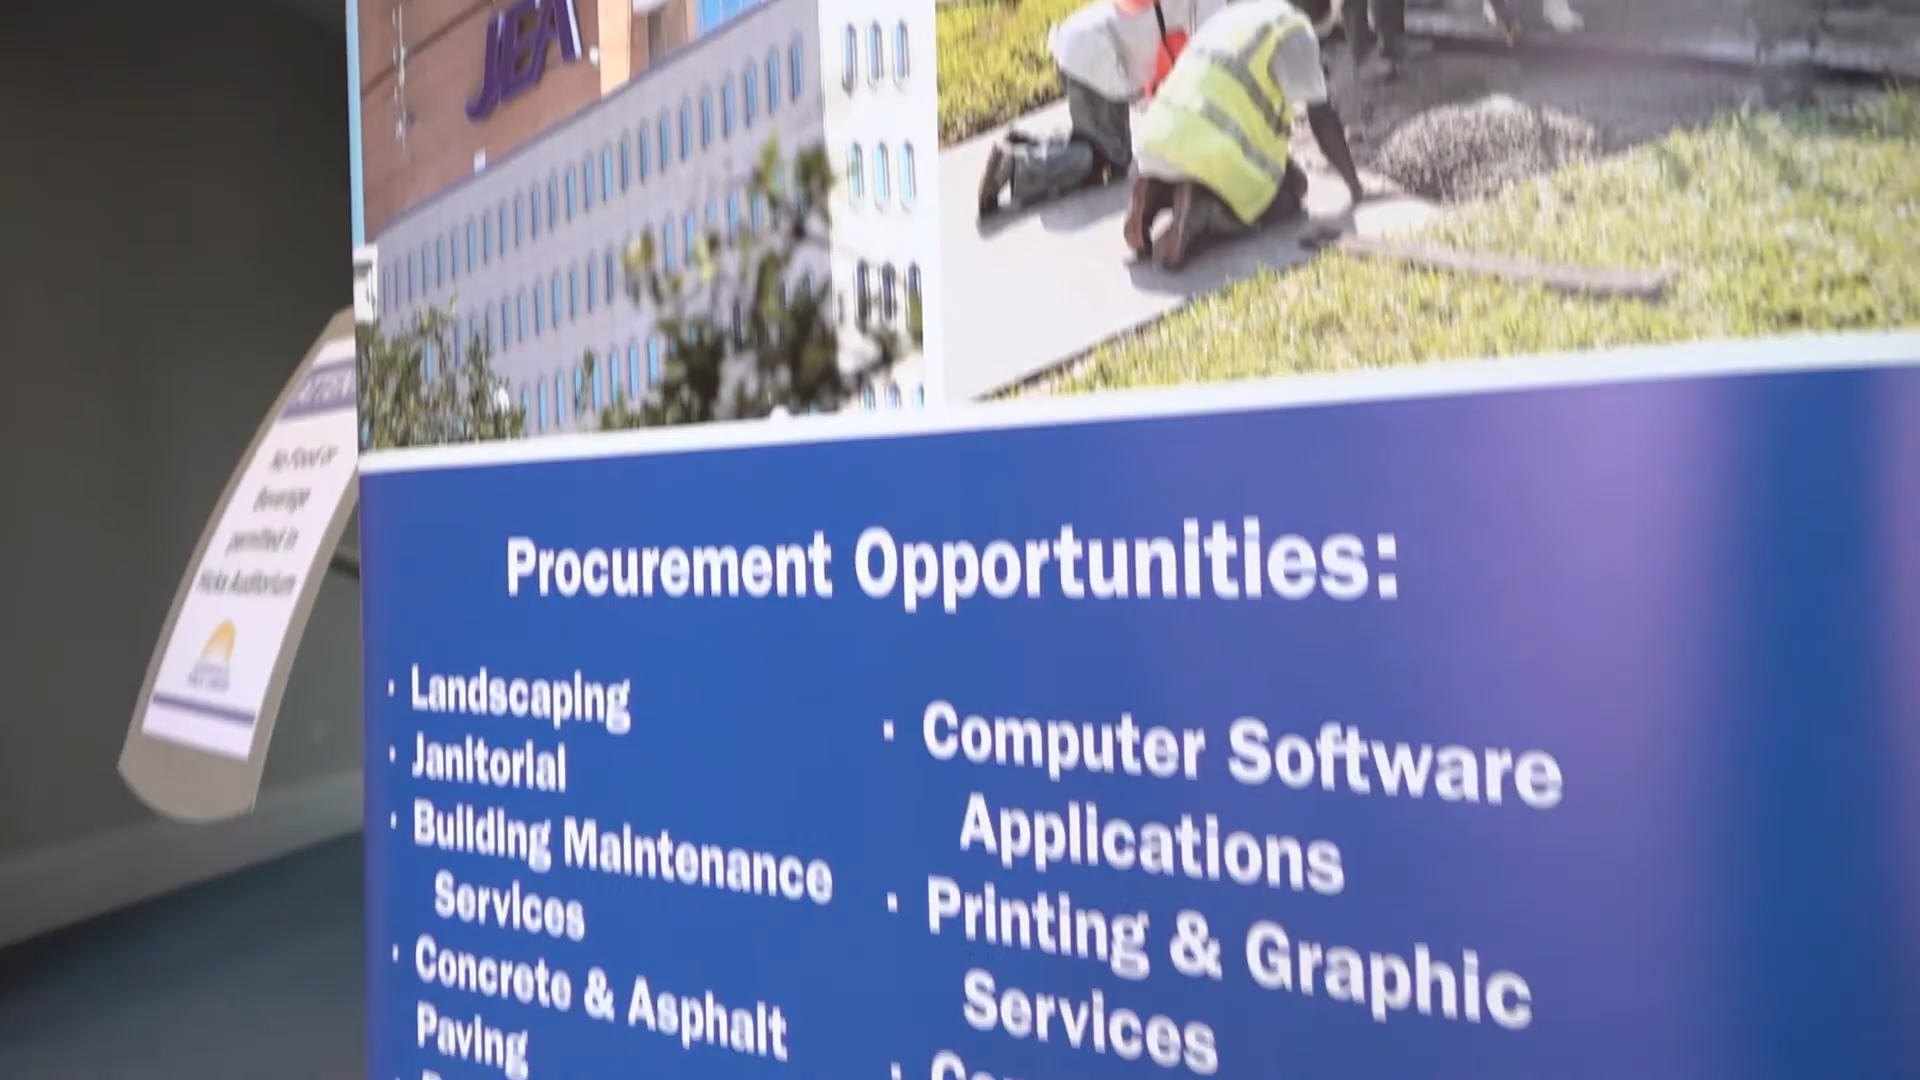 JEA
No Food or
Beverage
permitted in
Hicks Auditorium
Procurement Opportunities:
· Landscaping
· Janitorial
· Building Maintenance
Services
· Concrete & Asphalt
Paving
· Computer Software
Applications
· Printing & Graphic
Services